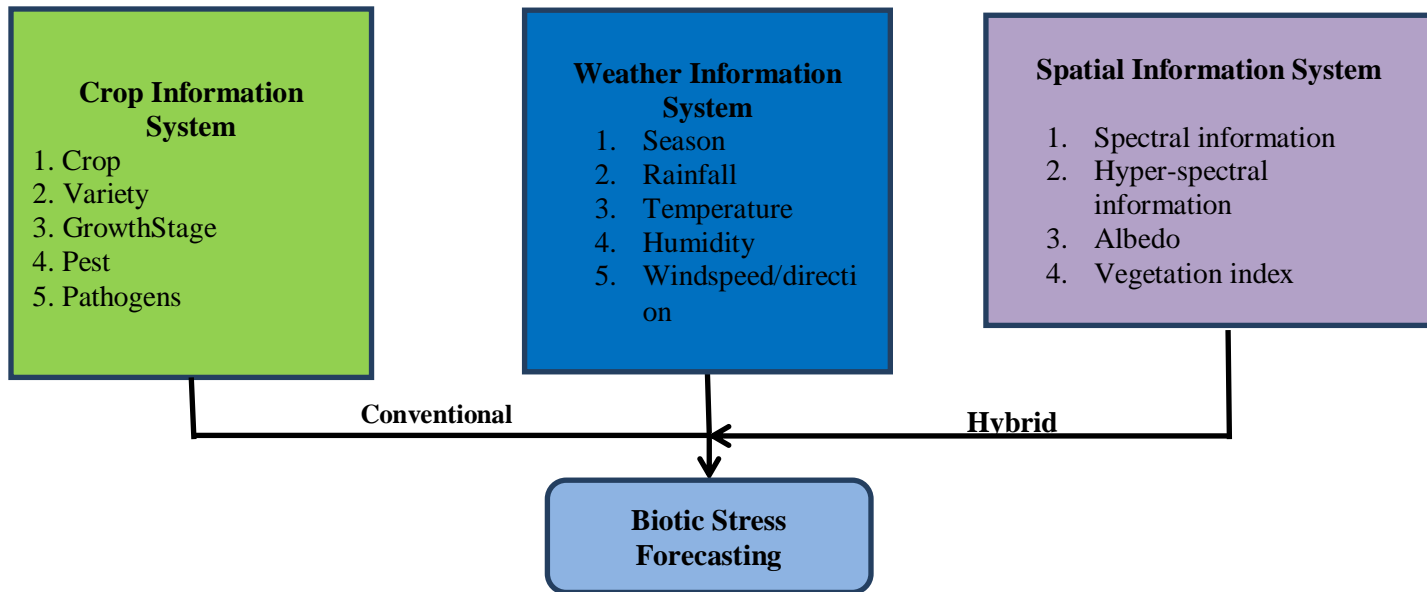 Crop Information
System
1. Crop
2. Variety
3. GrowthStage
4. Pest
5. Pathogens
Weather Information
System
1. Season
2. Rainfall
3. Temperature
4. Humidity
5. Windspeed/directi
on
Spatial Information System
1. Spectral information
2. Hyper-spectral
information
3. Albedo
4. Vegetation index
Conventional
Hybrid
Biotic Stress
Forecasting